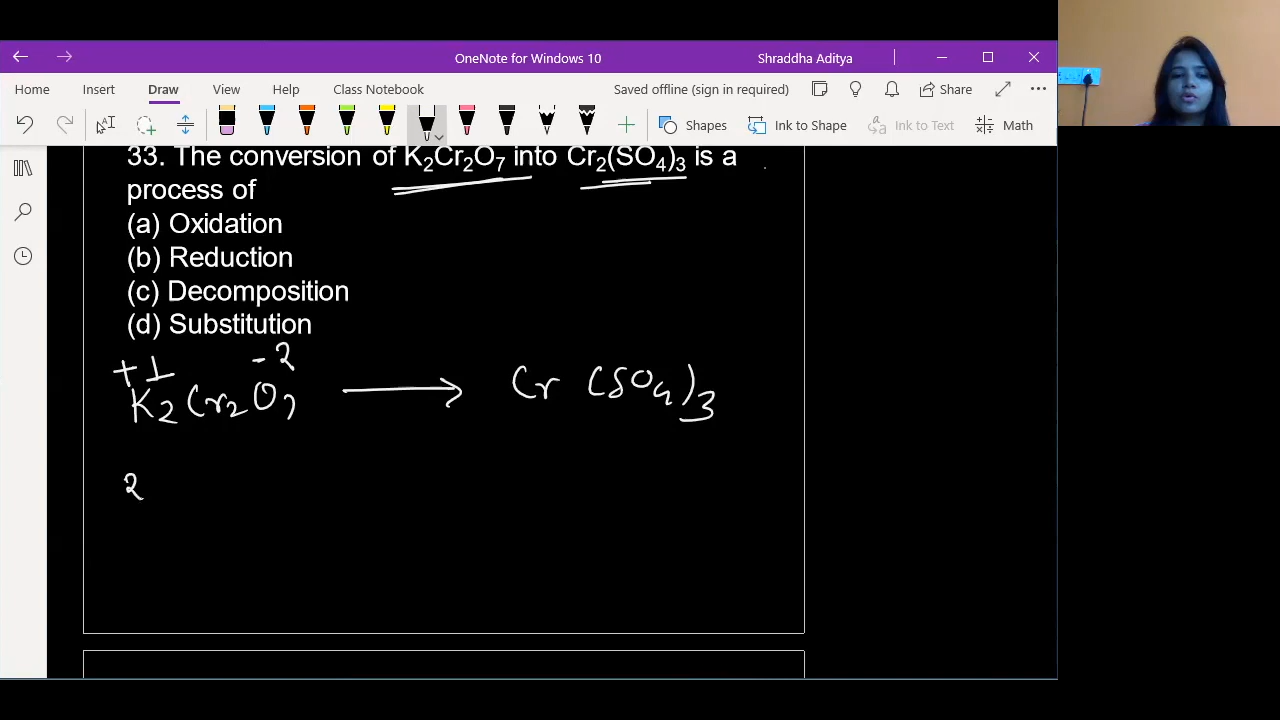 OneNote for Windows 10
Shraddha Aditya
Home Insert Draw View Help Class Notebook
Saved offline (sign in required)
Share
Shapes
Ink to Shape
Ink to Text
Math
33. The conversion of K₂Cr₂O₇ into Cr₂(SO₄)₃ is a
process of
(a) Oxidation
(b) Reduction
(c) Decomposition
(d) Substitution
+1 -2
K₂Cr₂O₇ ⟶ Cr (SO₄)₃
2